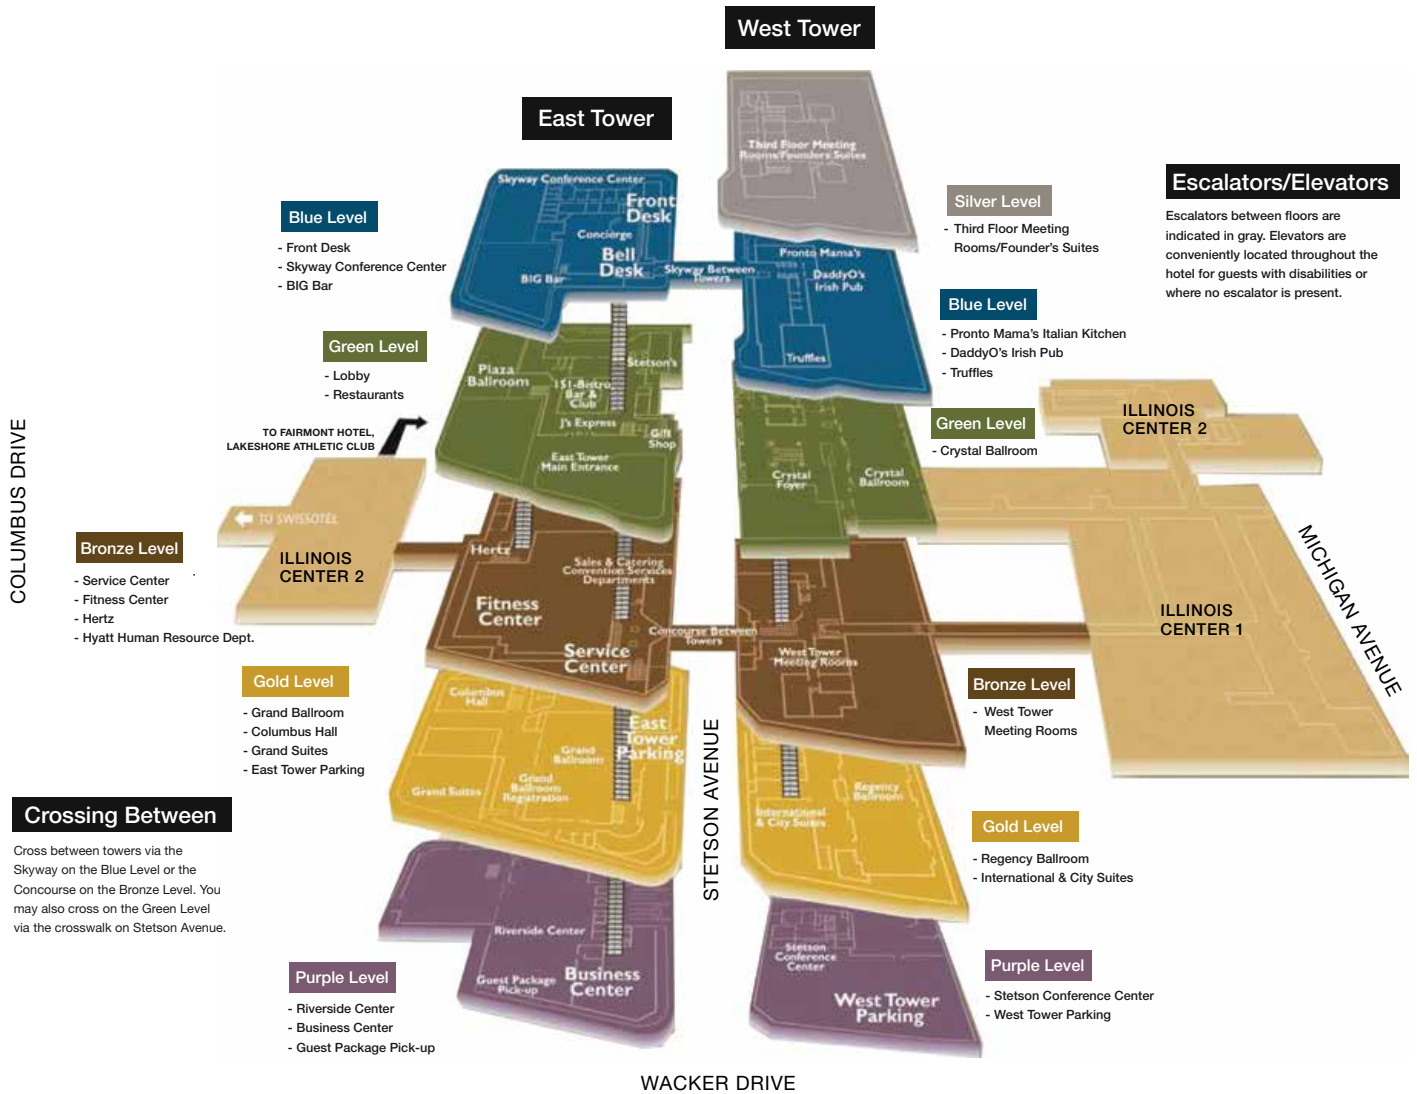 West Tower
East Tower
Third Floor Meeting
Rooms/Founders Suites
Escalators/Elevators
Escalators between floors are
indicated in gray. Elevators are
conveniently located throughout the
hotel for guests with disabilities or
where no escalator is present.
Silver Level
- Third Floor Meeting
Rooms/Founder's Suites
Blue Level
- Front Desk
- Skyway Conference Center
- BIG Bar
Skyway Conference Center
Front
Desk
Concierge
Bell
Desk
BIG Bar
Skyway Between
Towers
Pronto Mama's
DaddyO's
Irish Pub
Truffles
Blue Level
- Pronto Mama's Italian Kitchen
- DaddyO's Irish Pub
- Truffles
Green Level
- Lobby
- Restaurants
Plaza
Ballroom
Stetson's
151-Bistro
Bar &
Club
J's Express
Gift
Shop
East Tower
Main Entrance
Crystal
Foyer
Crystal
Ballroom
Green Level
- Crystal Ballroom
ILLINOIS
CENTER 2
TO FAIRMONT HOTEL,
LAKESHORE ATHLETIC CLUB
COLUMBUS DRIVE
TO SWISSOTEL
ILLINOIS
CENTER 2
Bronze Level
- Service Center
- Fitness Center
- Hertz
- Hyatt Human Resource Dept.
Hertz
Sales & Catering
Convention Services
Departments
Fitness
Center
Service
Center
Concourse Between
Towers
West Tower
Meeting Rooms
ILLINOIS
CENTER 1
MICHIGAN AVENUE
Bronze Level
- West Tower
Meeting Rooms
Gold Level
- Grand Ballroom
- Columbus Hall
- Grand Suites
- East Tower Parking
Columbus
Hall
East
Tower
Parking
Grand
Ballroom
Grand
Ballroom
Registration
Grand Suites
STETSON AVENUE
Regency
Ballroom
International
& City Suites
Gold Level
- Regency Ballroom
- International & City Suites
Crossing Between
Cross between towers via the
Skyway on the Blue Level or the
Concourse on the Bronze Level. You
may also cross on the Green Level
via the crosswalk on Stetson Avenue.
Purple Level
- Riverside Center
- Business Center
- Guest Package Pick-up
Riverside Center
Guest Package
Pick-up
Business
Center
Stetson
Conference
Center
West Tower
Parking
Purple Level
- Stetson Conference Center
- West Tower Parking
WACKER DRIVE